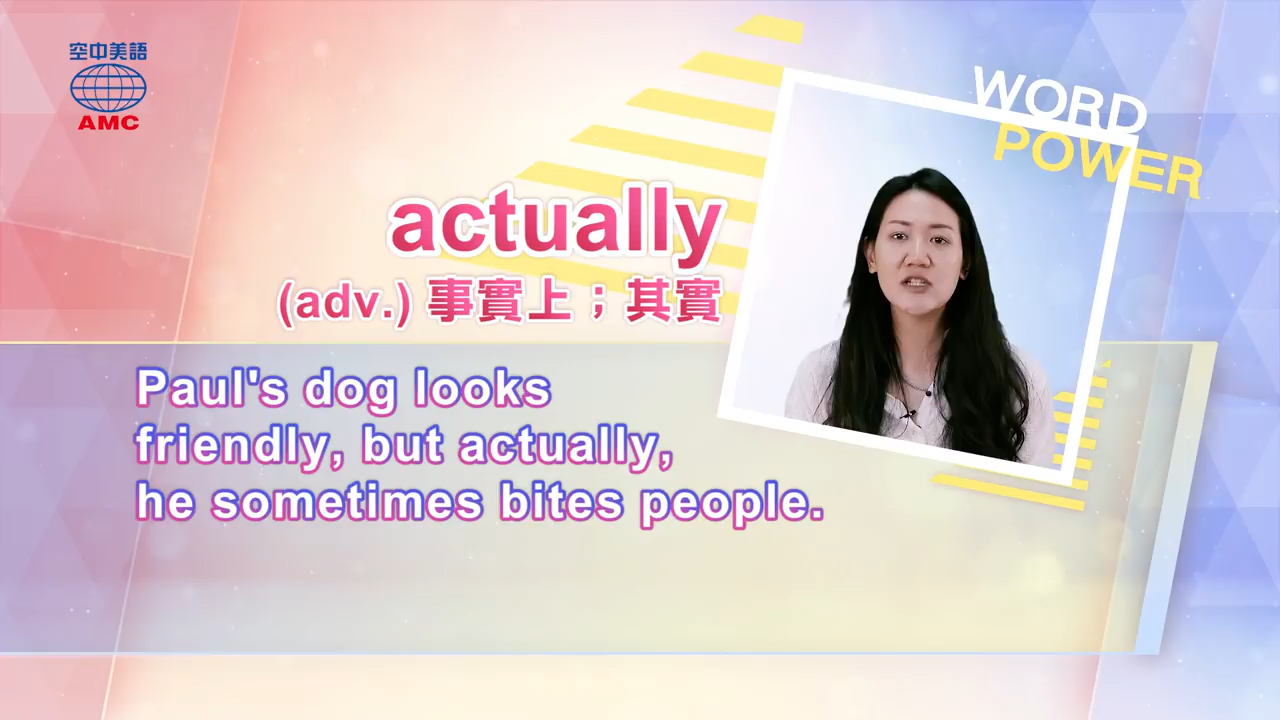 空中美語
AMC
WORD
POWER
actually
(adv.) 事實上；其實
Paul's dog looks
friendly, but actually,
he sometimes bites people.